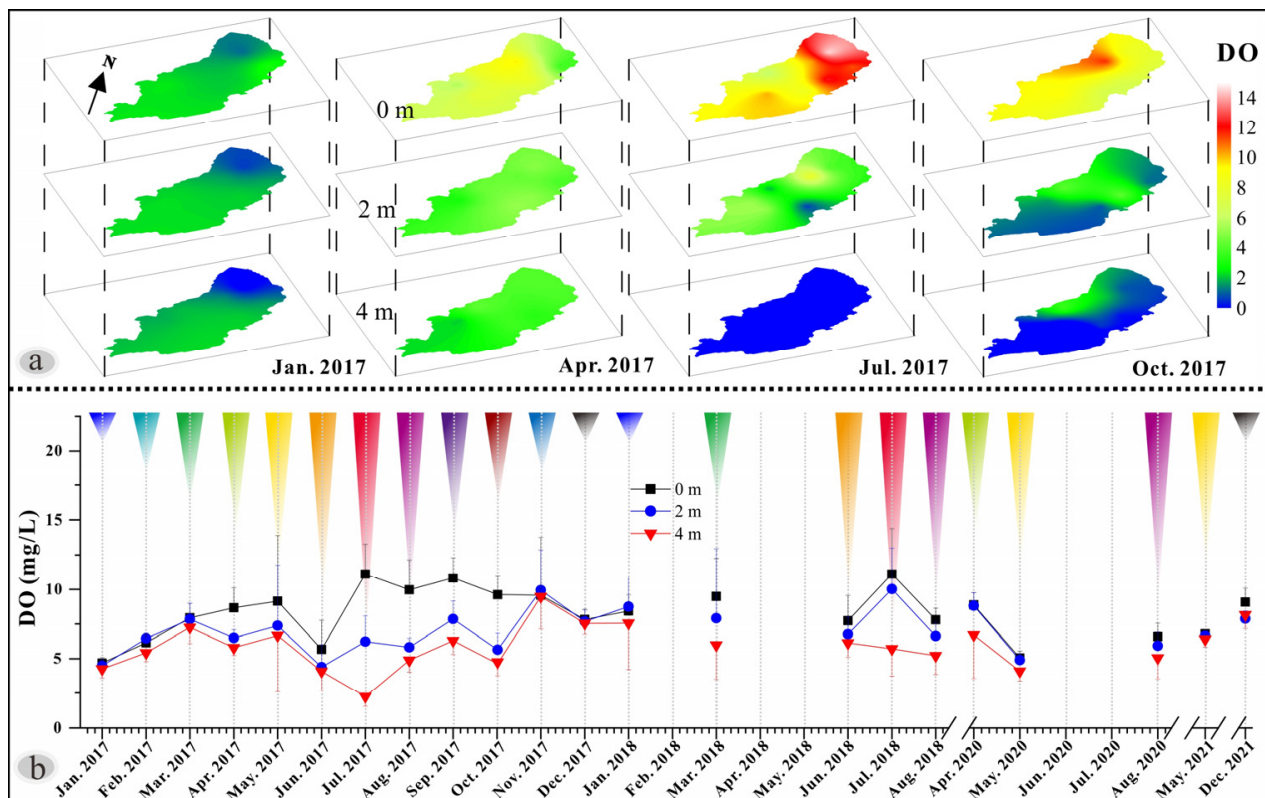 N
DO
0 m
2 m
4 m
14
12
10
8
6
4
2
0
a
Jan. 2017
Apr. 2017
Jul. 2017
Oct. 2017
DO (mg/L)
20
15
10
5
0
0 m
2 m
4 m
b
Jan. 2017
Feb. 2017
Mar. 2017
Apr. 2017
May. 2017
Jun. 2017
Jul. 2017
Aug. 2017
Sep. 2017
Oct. 2017
Nov. 2017
Dec. 2017
Jan. 2018
Feb. 2018
Mar. 2018
Apr. 2018
May. 2018
Jun. 2018
Jul. 2018
Aug. 2018
Apr. 2020
May. 2020
Jun. 2020
Jul. 2020
Aug. 2020
May. 2021
Dec. 2021